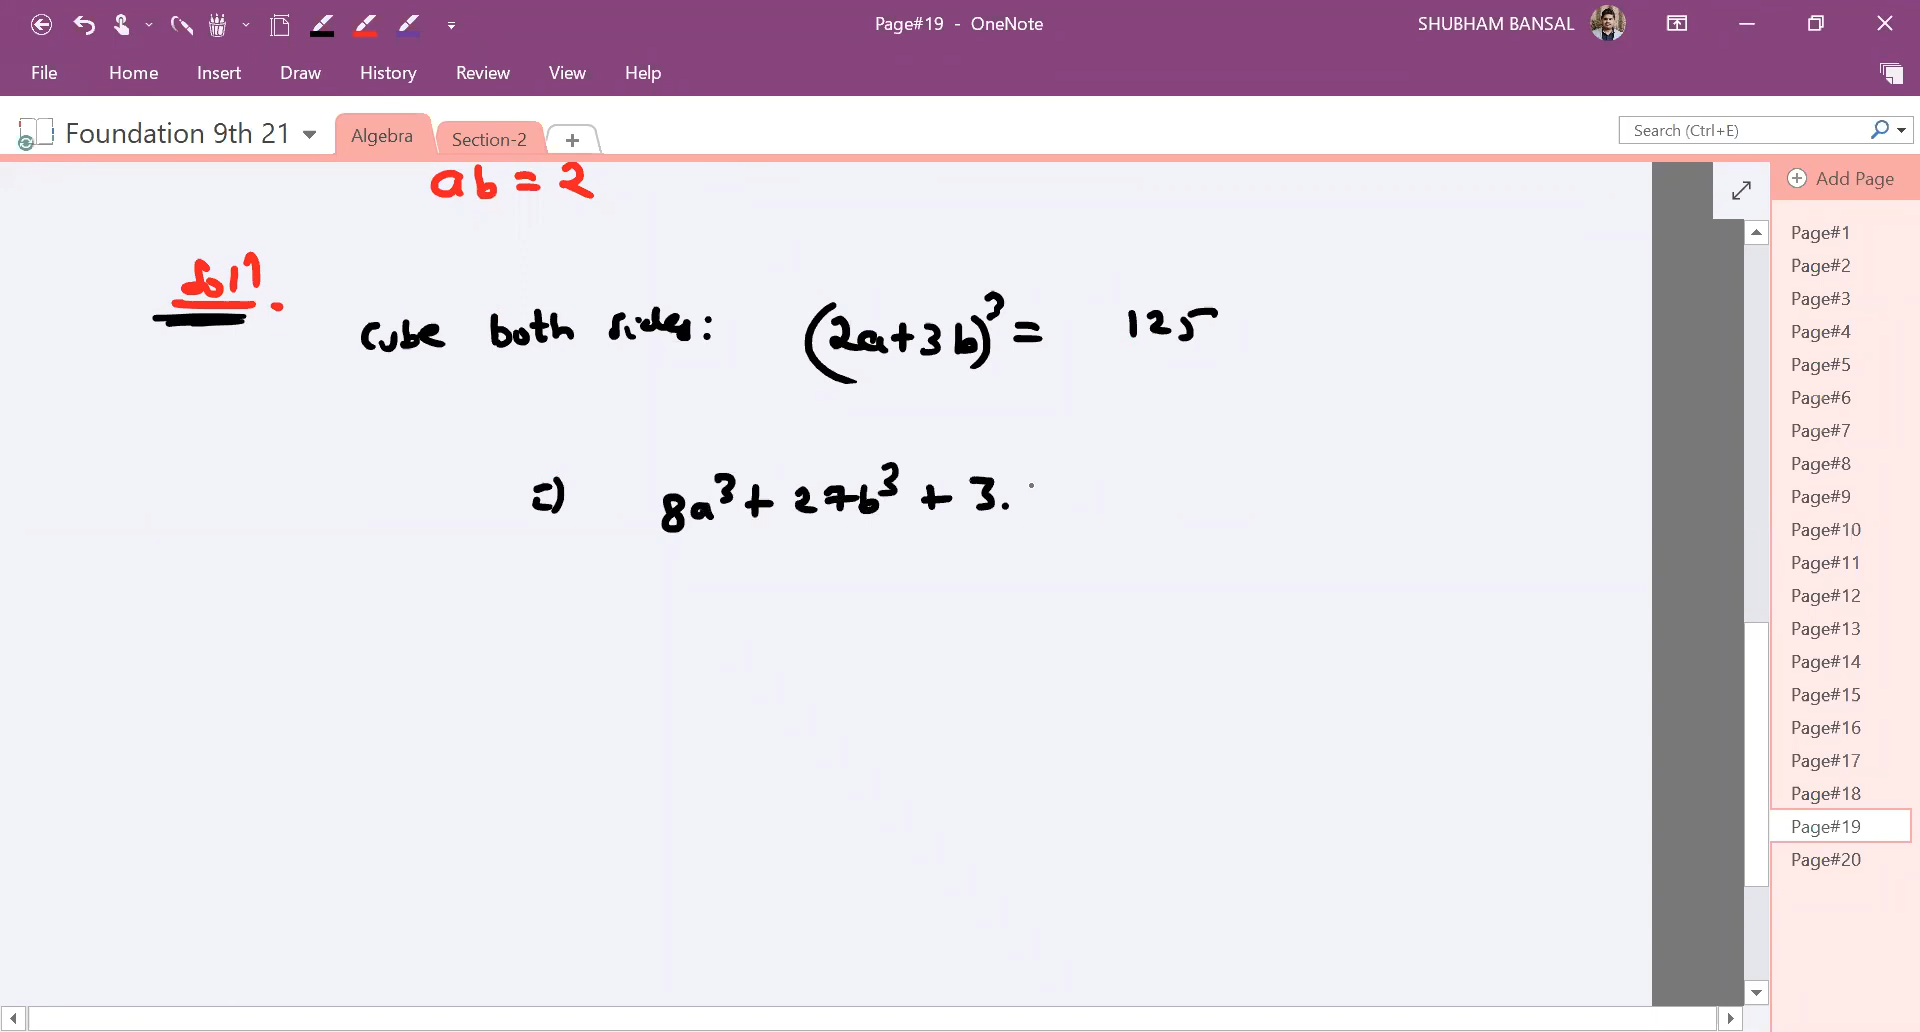 Page#19 - OneNote
SHUBHAM BANSAL
File Home Insert Draw History Review View Help
Foundation 9th 21
Algebra
Section-2
Search (Ctrl+E)
ab = 2
Add Page
Solⁿ.
cube both sides: (2a+3b)³ = 125
=) 8a³ + 27b³ + 3.
Page#1
Page#2
Page#3
Page#4
Page#5
Page#6
Page#7
Page#8
Page#9
Page#10
Page#11
Page#12
Page#13
Page#14
Page#15
Page#16
Page#17
Page#18
Page#19
Page#20